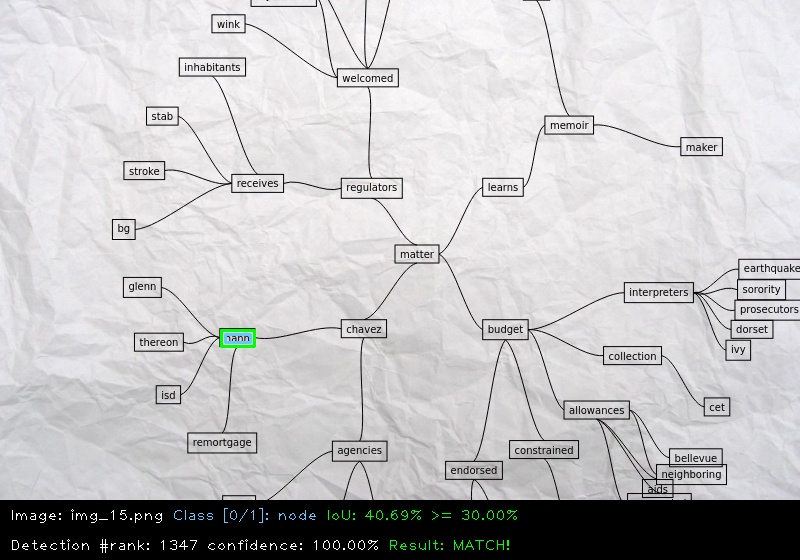 wink
welcomed
inhabitants
stab
memoir
maker
stroke
receives
regulators
learns
bg
matter
earthquake
glenn
interpreters
sorority
prosecutors
chavez
budget
dorset
thereon
ivy
collection
isd
cet
allowances
remortgage
agencies
constrained
bellevue
endorsed
neighboring
aids
Image: img_15.png Class [0/1]: node IoU: 40.69% >= 30.00%
Detection #rank: 1347 confidence: 100.00% Result: MATCH!